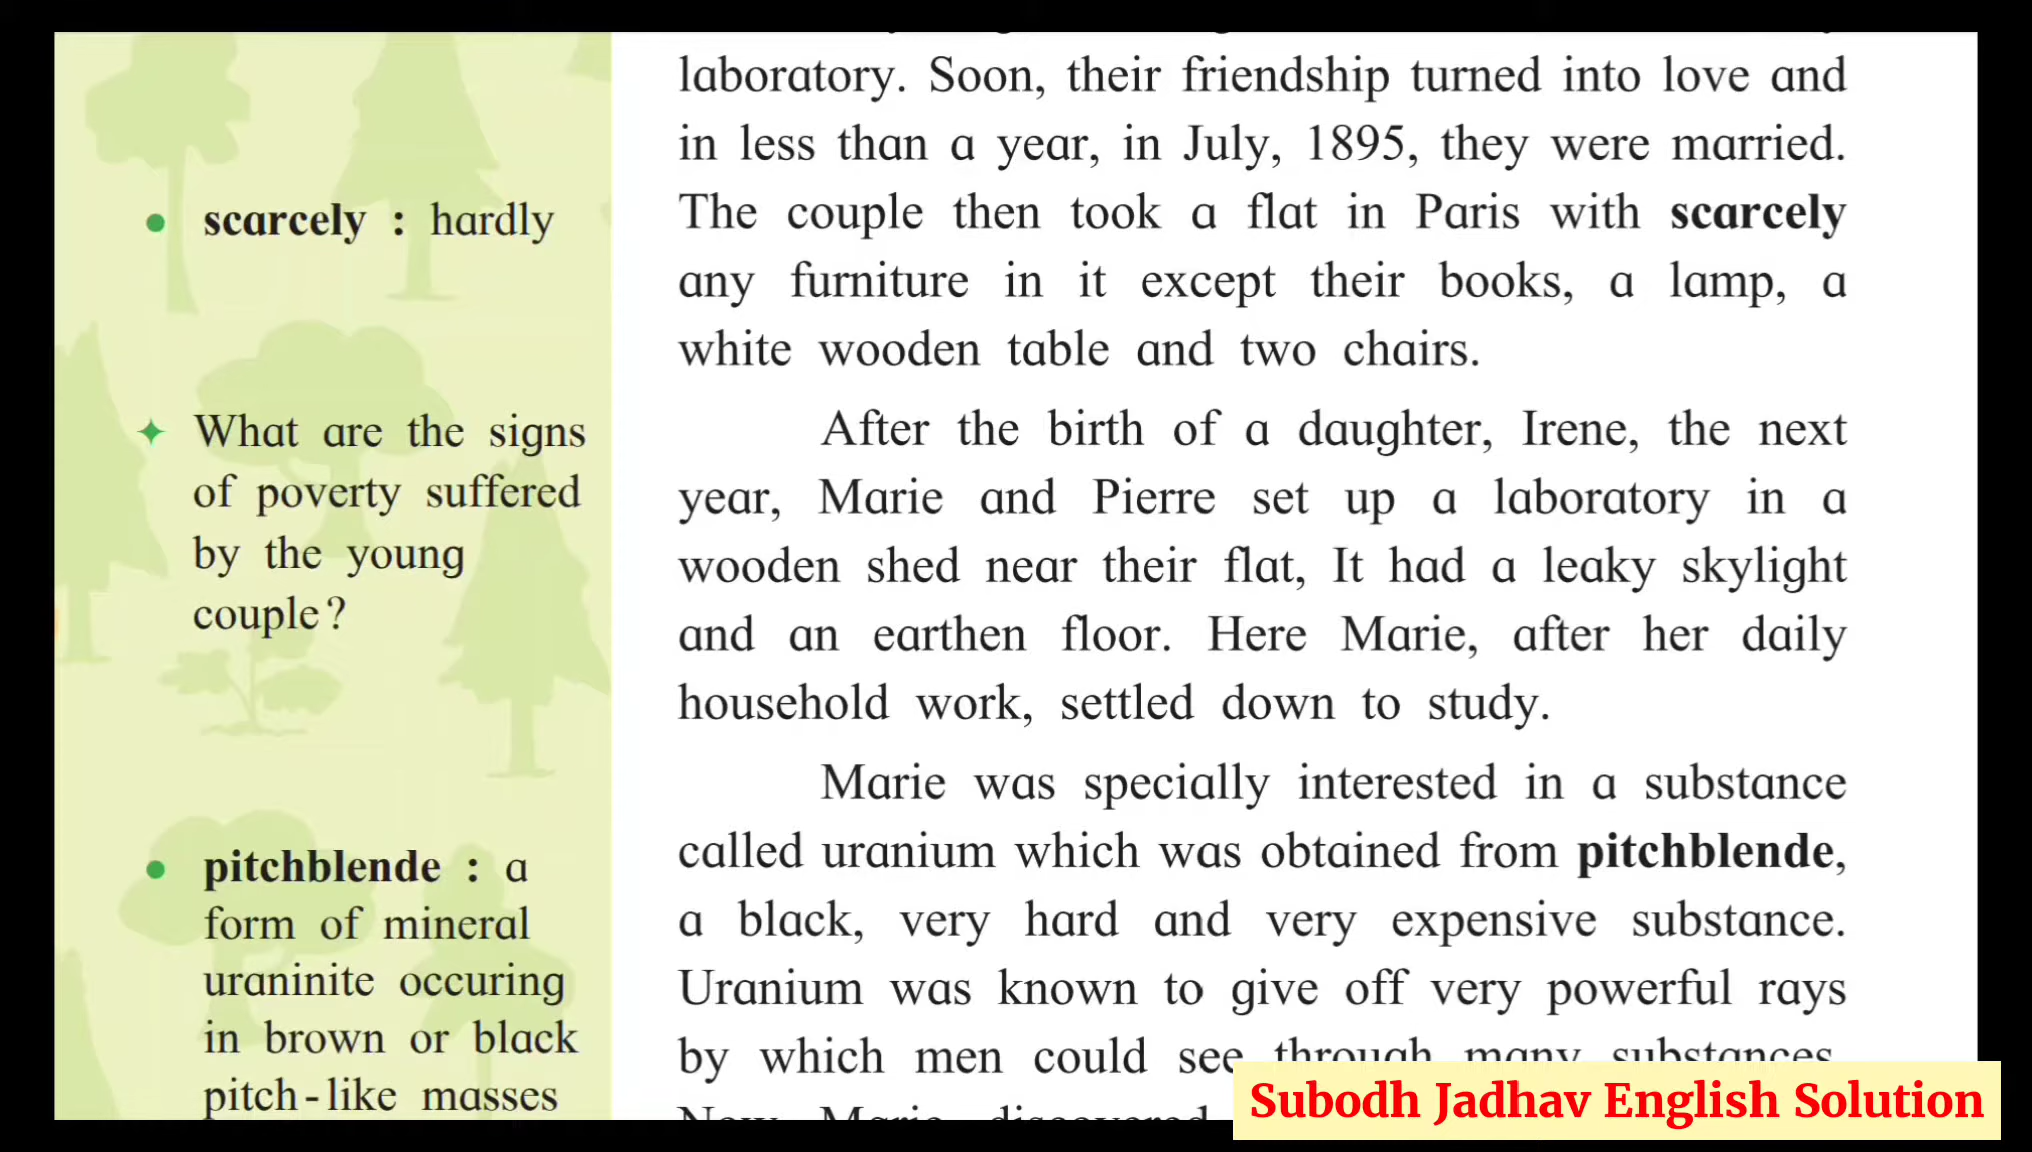 scarcely : hardly
What are the signs
of poverty suffered
by the young
couple?
pitchblende : a
form of mineral
uraninite occuring
in brown or black
pitch-like masses
laboratory. Soon, their friendship turned into love and
in less than a year, in July, 1895, they were married.
The couple then took a flat in Paris with scarcely
any furniture in it except their books, a lamp, a
white wooden table and two chairs.
After the birth of a daughter, Irene, the next
year, Marie and Pierre set up a laboratory in a
wooden shed near their flat, It had a leaky skylight
and an earthen floor. Here Marie, after her daily
household work, settled down to study.
Marie was specially interested in a substance
called uranium which was obtained from pitchblende,
a black, very hard and very expensive substance.
Uranium was known to give off very powerful rays
by which men could see through many substances.
Now Marie discovered
Subodh Jadhav English Solution